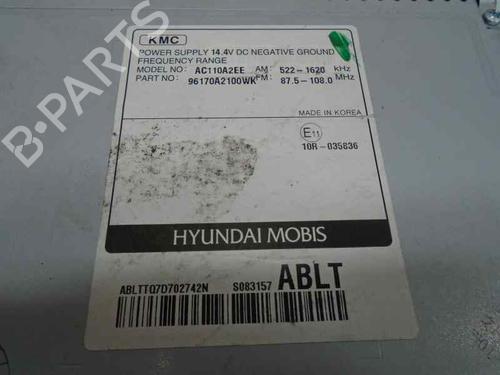 KMC
POWER SUPPLY 14.4V DC NEGATIVE GROUND
FREQUENCY RANGE
MODEL NO: AC110A2EE AM: 522-1620 kHz
PART NO: 96170A2100WK FM: 87.5-108.0 MHz
MADE IN KOREA
E11
10R-035836
HYUNDAI MOBIS
ABLTTQ7D702742N S083157 ABLT
B-PARTS